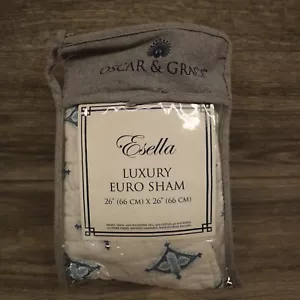 OSCAR & GRACE
Esella
LUXURY
EURO SHAM
26" (66 CM) X 26" (66 CM)